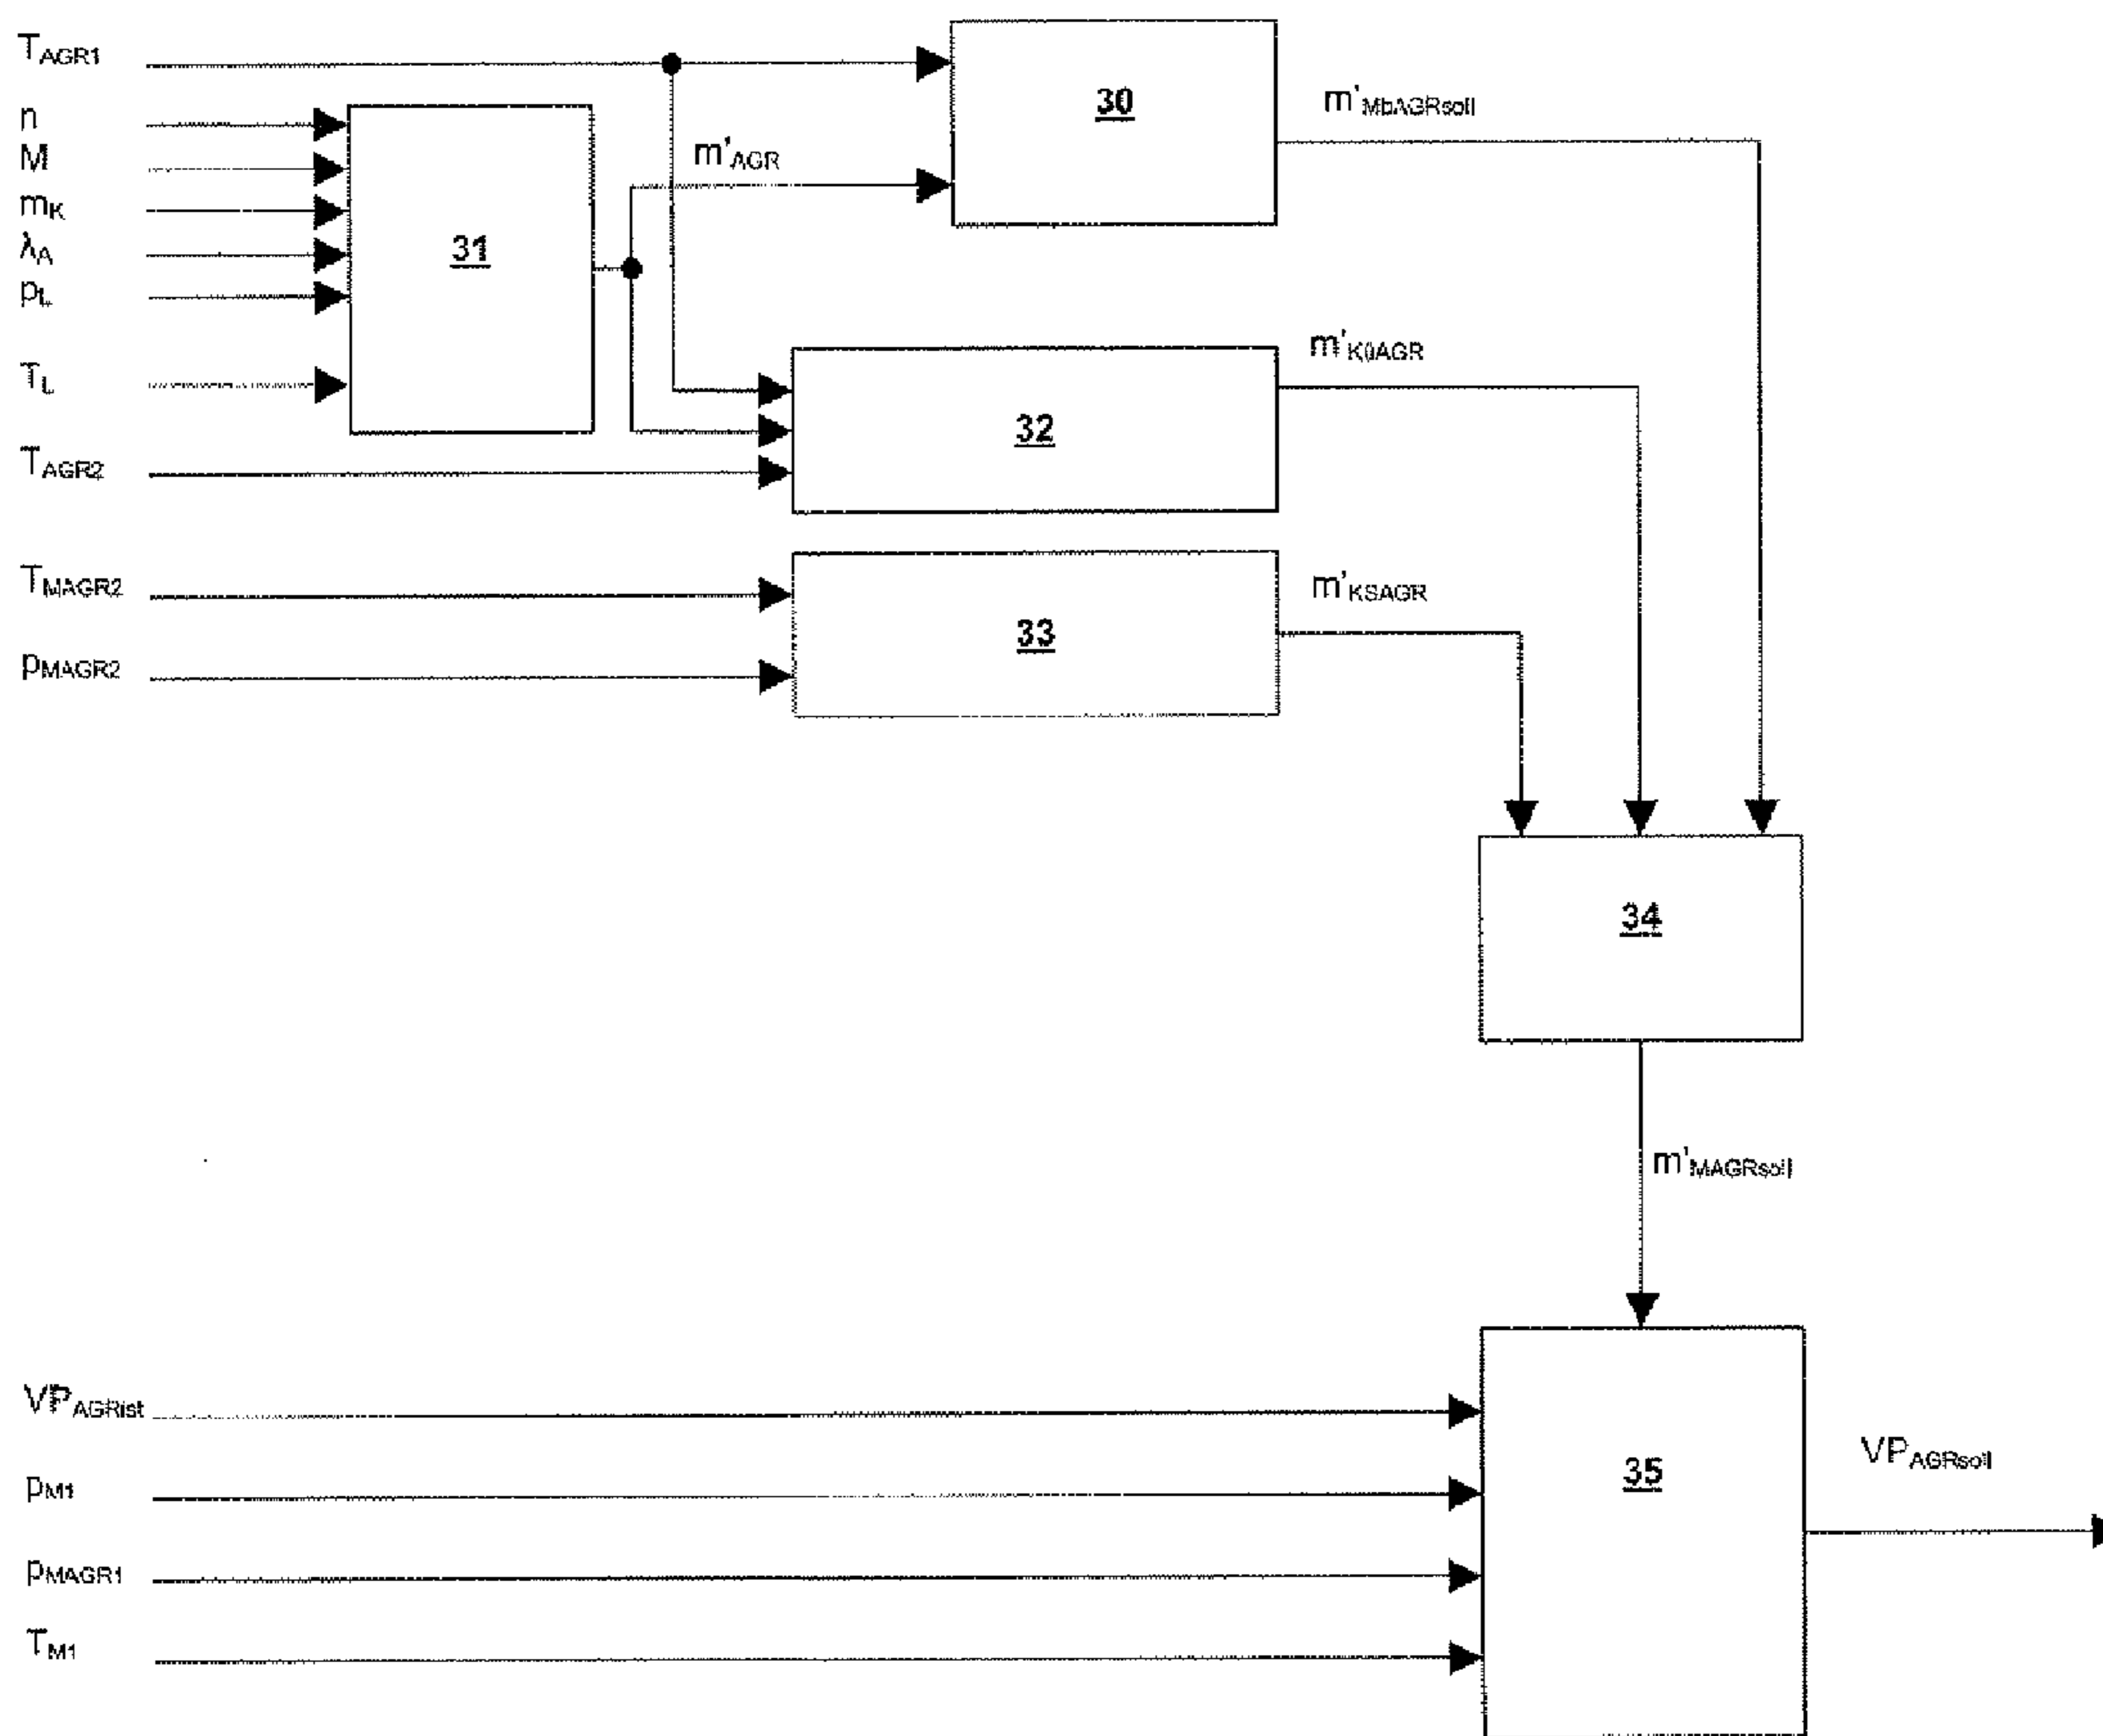 T_AGR1
30
m'_MbAGRsoll
n
M
m_K
λ_A
p_L
T_L
31
m'_AGR
m'_K0AGR
32
T_AGR2
T_MAGR2
m'_KSAGR
33
p_MAGR2
34
m'_MAGRsoll
VP_AGRist
p_M1
35
VP_AGRsoll
p_MAGR1
T_M1